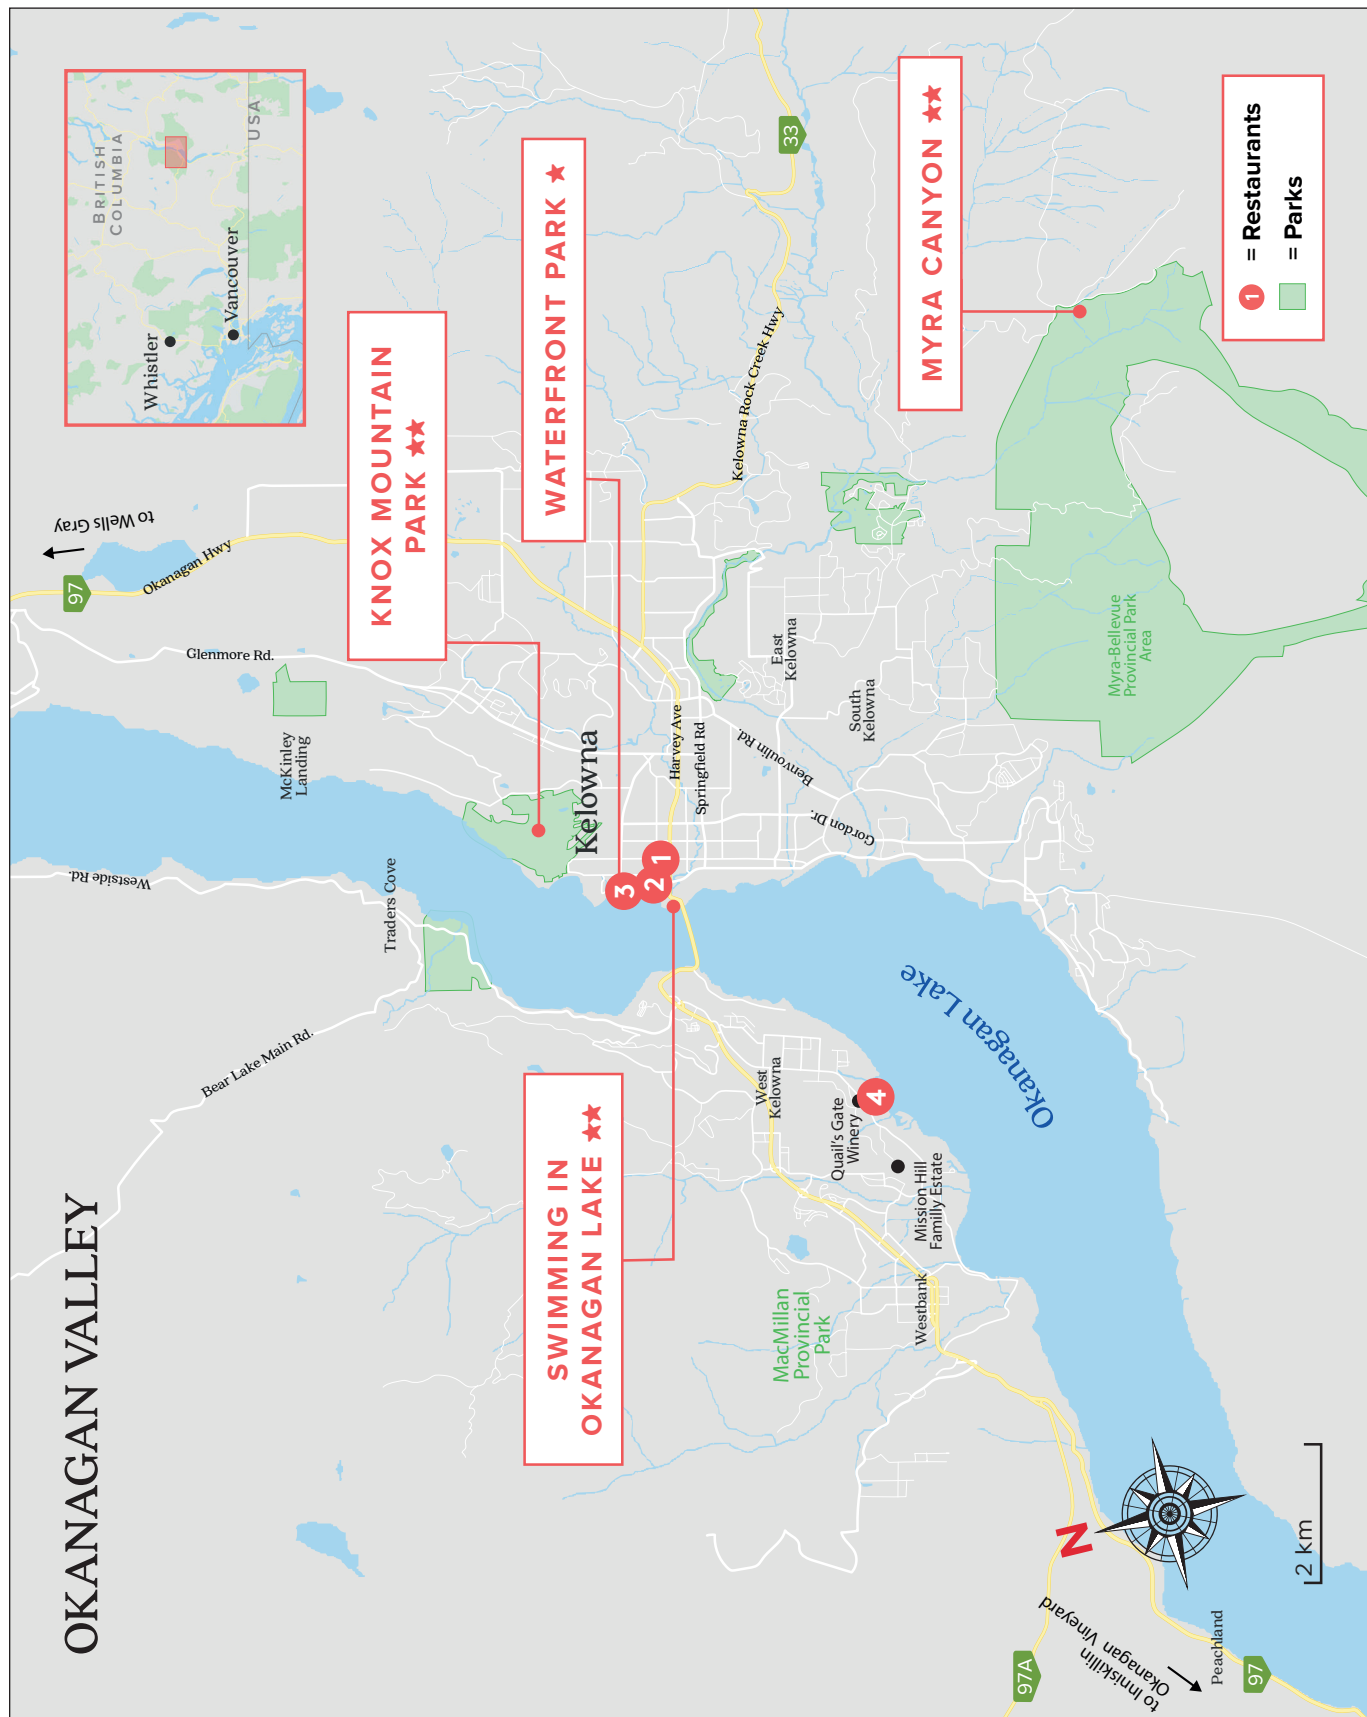 OKANAGAN VALLEY
BRITISH
COLUMBIA
USA
Whistler
Vancouver
to Wells Gray
97
Okanagan Hwy
Glenmore Rd.
McKinley
Landing
Westside Rd.
Traders Cove
Bear Lake Main Rd.
KNOX MOUNTAIN
PARK ★★
WATERFRONT PARK ★
SWIMMING IN
OKANAGAN LAKE ★★
MYRA CANYON ★★
Kelowna
3
2
1
Harvey Ave
Springfield Rd
Benvoulin Rd.
Gordon Dr.
Kelowna Rock Creek Hwy
33
East
Kelowna
South
Kelowna
Myra-Bellevue
Provincial Park
Area
West
Kelowna
Quail's Gate
Winery
4
Mission Hill
Familly Estate
Westbank
MacMillan
Provincial
Park
Okanagan Lake
N
97A
to Inniskillin
Okanagan Vineyard
Peachland
97
2 km
1 = Restaurants
= Parks